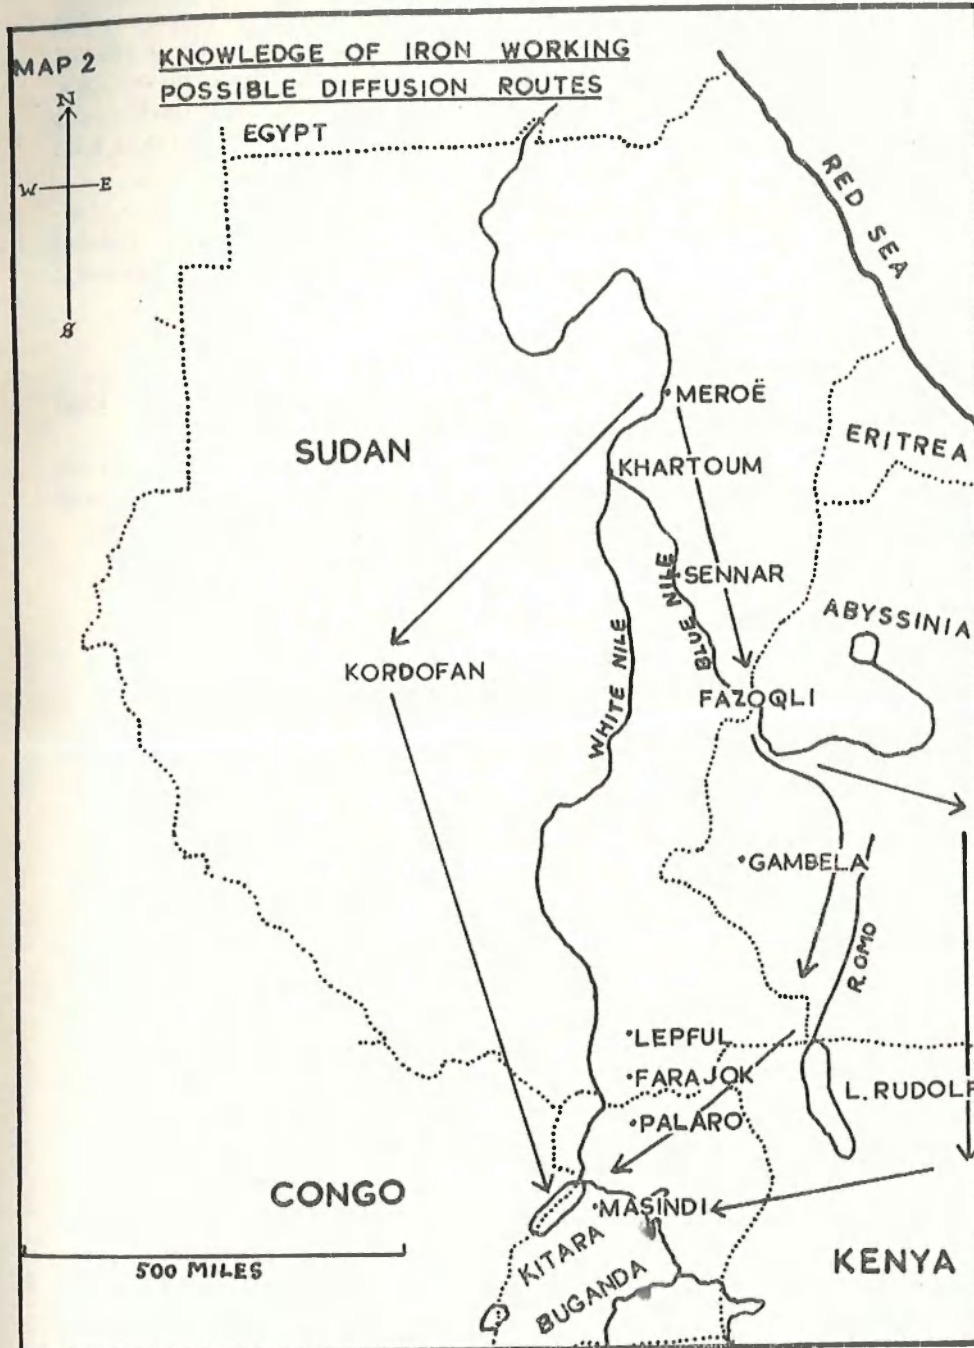 MAP 2
KNOWLEDGE OF IRON WORKING
POSSIBLE DIFFUSION ROUTES
N
W
E
S
EGYPT
RED SEA
MEROË
ERITREA
SUDAN
KHARTOUM
BLUE NILE
SENNAR
ABYSSINIA
WHITE NILE
KORDOFAN
FAZOQLI
GAMBELA
R. OMO
LEPFUL
FARAJOK
L. RUDOLF
PALARO
CONGO
MASINDI
KITARA
BUGANDA
KENYA
500 MILES